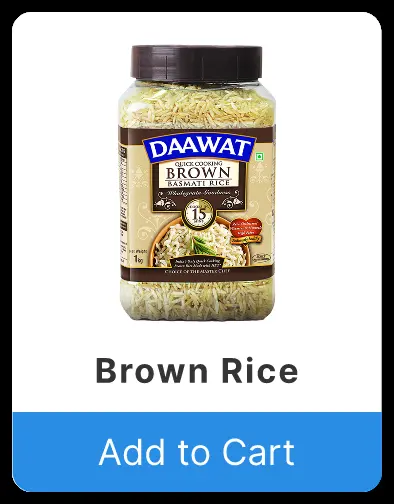 DAAWAT
QUICK COOKING
BROWN
BASMATI RICE
Wholegrain Goodness
15
Net Weight
1kg
CHOICE OF THE MASTER CHEF
Brown Rice
Add to Cart